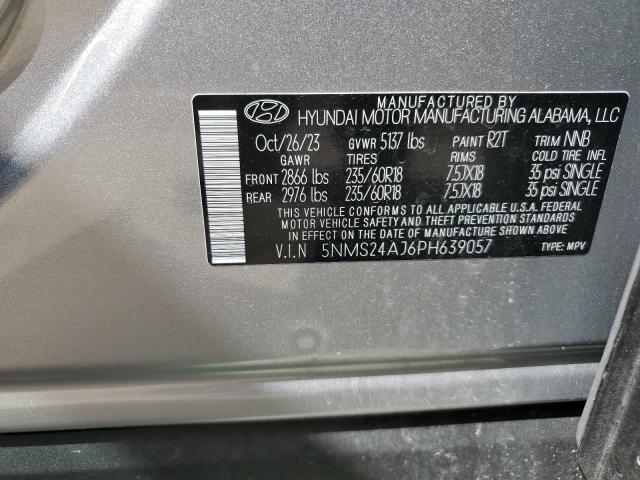 MANUFACTURED BY
HYUNDAI MOTOR MANUFACTURING ALABAMA, LLC
Oct/26/23 GVWR 5137 lbs PAINT R2T TRIM NNB
GAWR TIRES RIMS COLD TIRE INFL
FRONT 2866 lbs 235/60R18 7.5JX18 35 psi SINGLE
REAR 2976 lbs 235/60R18 7.5JX18 35 psi SINGLE
THIS VEHICLE CONFORMS TO ALL APPLICABLE U.S.A FEDERAL
MOTOR VEHICLE SAFETY AND THEFT PREVENTION STANDARDS
IN EFFECT ON THE DATE OF MANUFACTURE SHOWN ABOVE.
V.I.N 5NMS24AJ6PH639057 TYPE: MPV